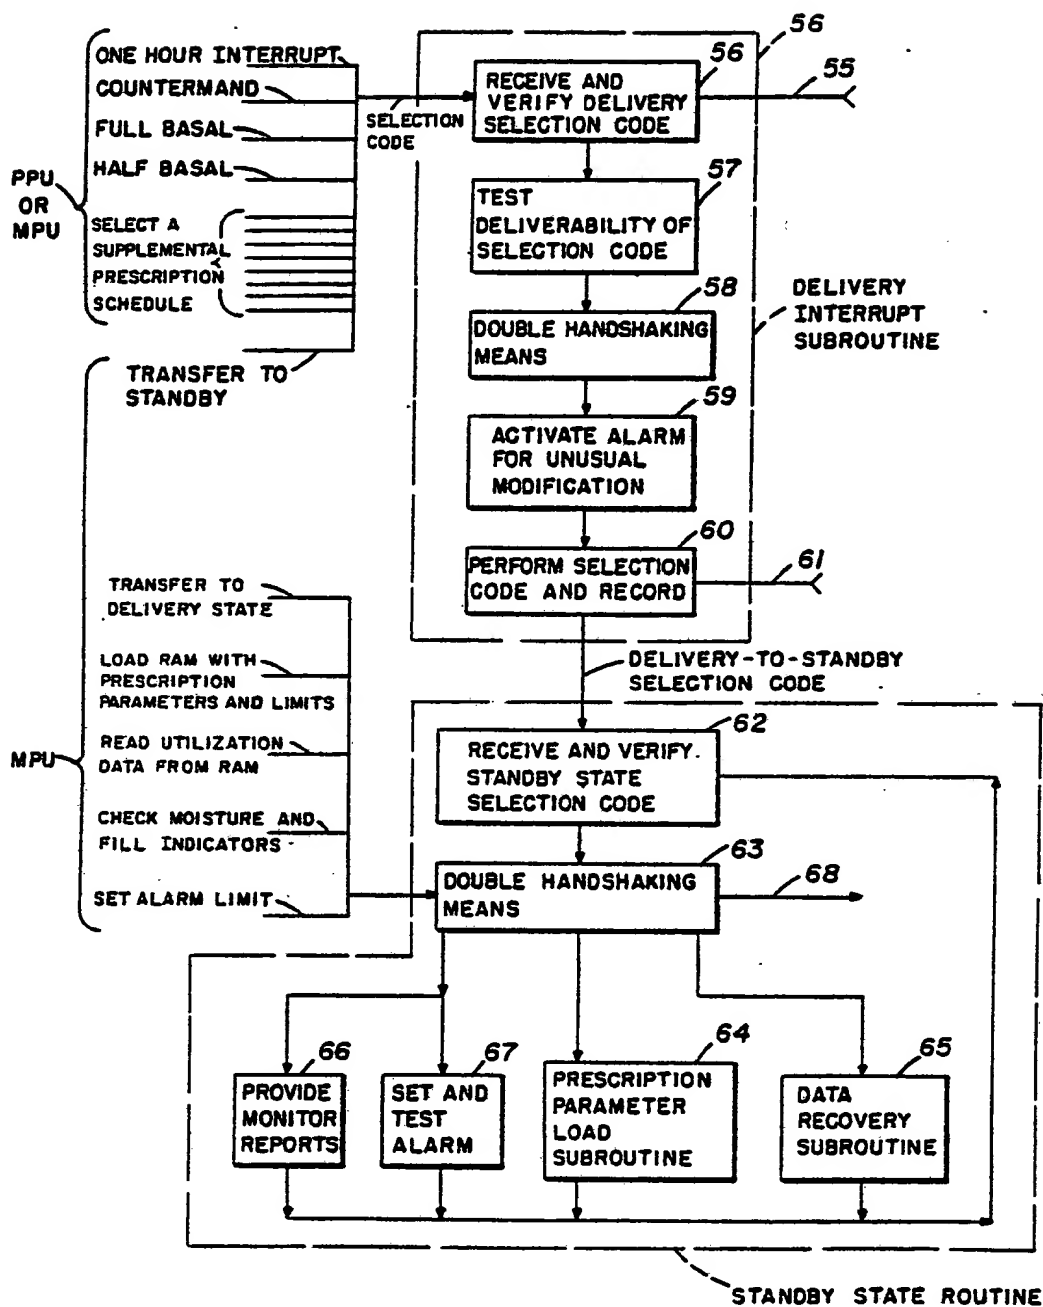 ONE HOUR INTERRUPT
COUNTERMAND
FULL BASAL
HALF BASAL
PPU
OR
MPU
SELECT A
SUPPLEMENTAL
PRESCRIPTION
SCHEDULE
TRANSFER TO
STANDBY
SELECTION
CODE
56
56
55
RECEIVE AND
VERIFY DELIVERY
SELECTION CODE
57
TEST
DELIVERABILITY OF
SELECTION CODE
58
DOUBLE HANDSHAKING
MEANS
DELIVERY
INTERRUPT
SUBROUTINE
59
ACTIVATE ALARM
FOR UNUSUAL
MODIFICATION
60
PERFORM SELECTION
CODE AND RECORD
61
DELIVERY-TO-STANDBY
SELECTION CODE
MPU
TRANSFER TO
DELIVERY STATE
LOAD RAM WITH
PRESCRIPTION
PARAMETERS AND LIMITS
READ UTILIZATION
DATA FROM RAM
CHECK MOISTURE AND
FILL INDICATORS
SET ALARM LIMIT
62
RECEIVE AND VERIFY
STANDBY STATE
SELECTION CODE
63
DOUBLE HANDSHAKING
MEANS
68
66
PROVIDE
MONITOR
REPORTS
67
SET AND
TEST
ALARM
64
PRESCRIPTION
PARAMETER
LOAD
SUBROUTINE
65
DATA
RECOVERY
SUBROUTINE
STANDBY STATE ROUTINE